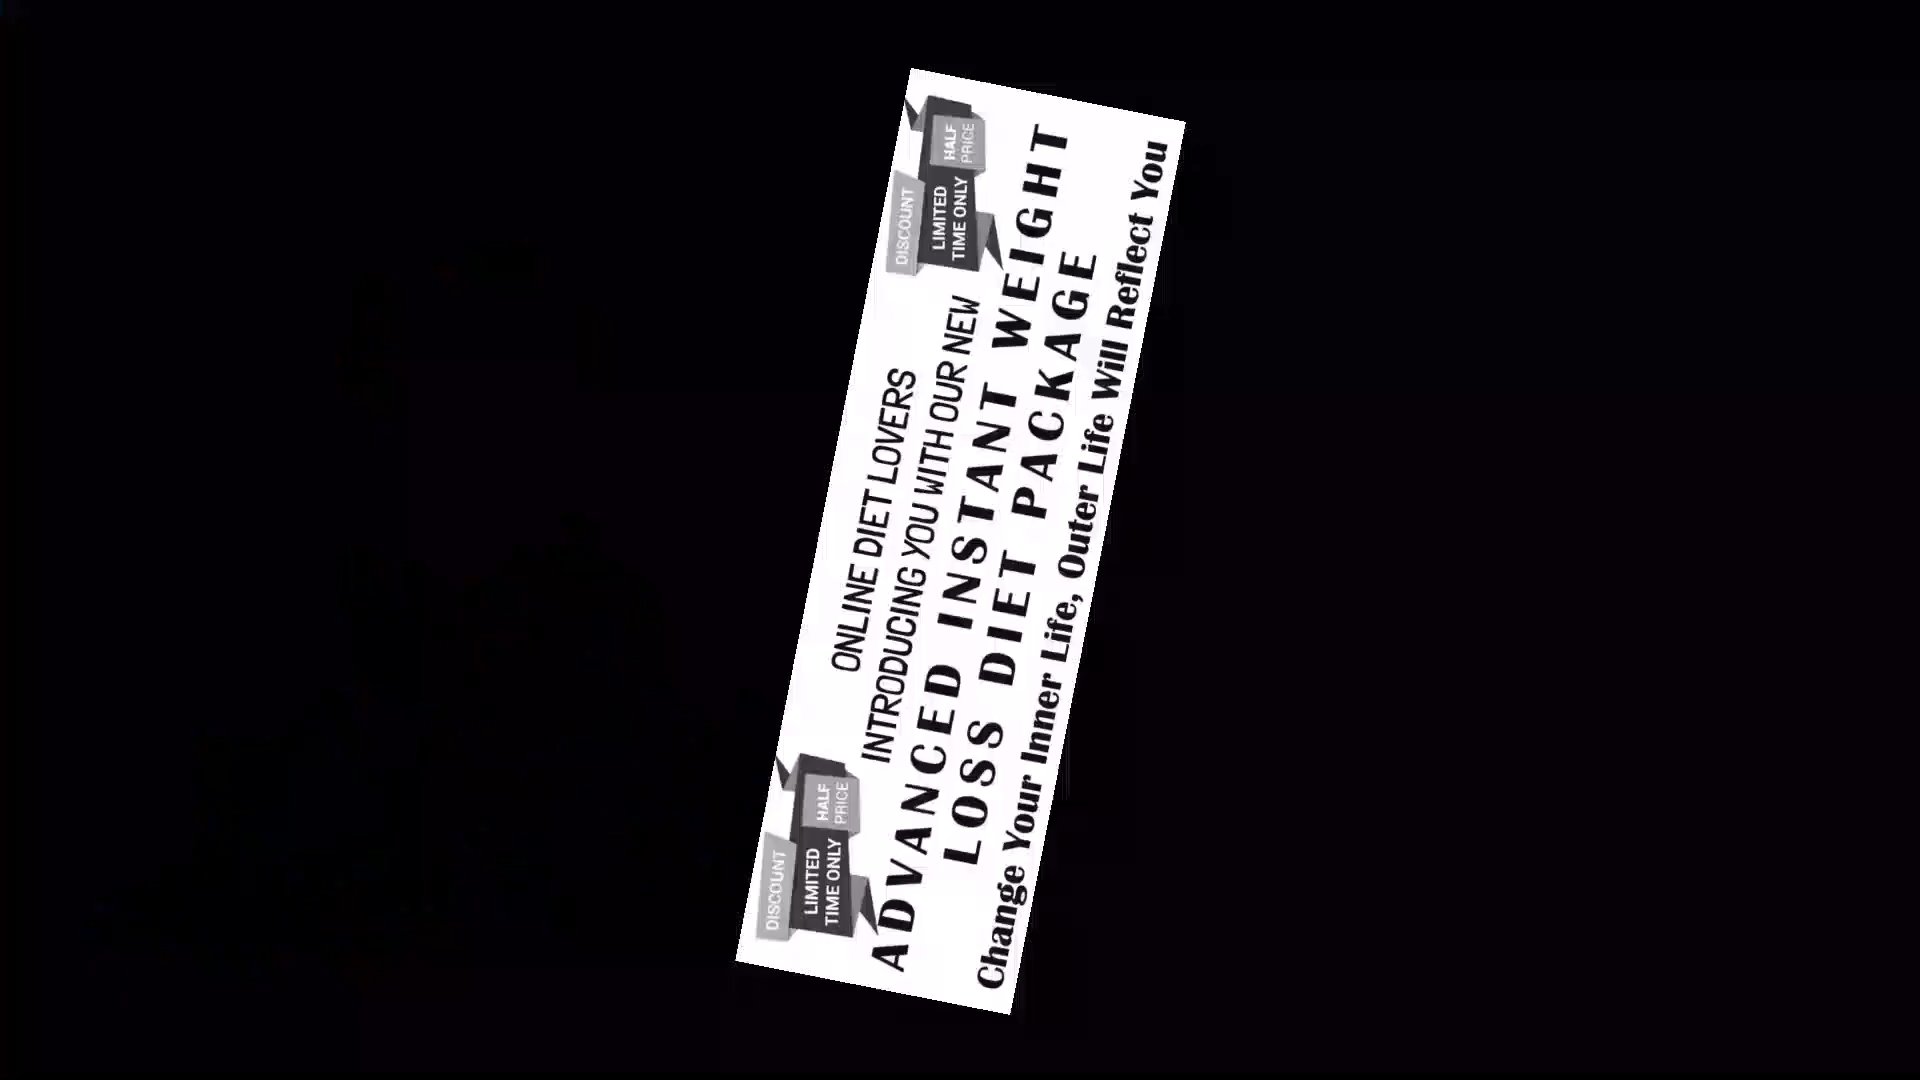 DISCOUNT
LIMITED
TIME ONLY
HALF
PRICE
ONLINE DIET LOVERS
INTRODUCING YOU WITH OUR NEW
DISCOUNT
LIMITED
TIME ONLY
HALF
PRICE
ADVANCED INSTANT WEIGHT
LOSS DIET PACKAGE
Change Your Inner Life, Outer Life Will Reflect You